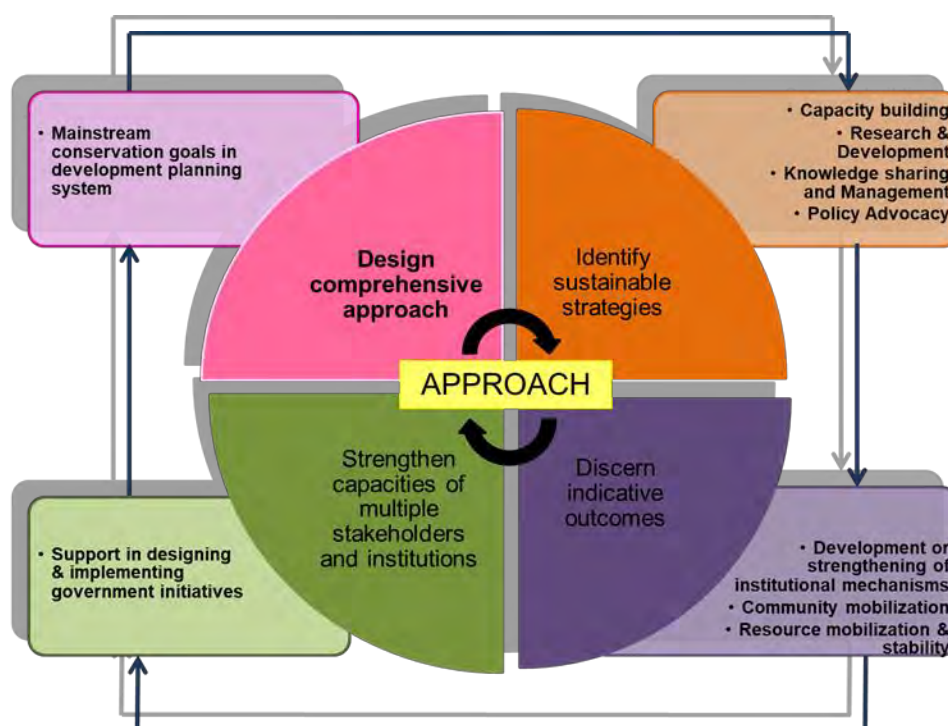 • Mainstream
conservation goals in
development planning
system
• Capacity building
• Research &
Development
• Knowledge sharing
and Management
• Policy Advocacy
Design
comprehensive
approach
Identify
sustainable
strategies
APPROACH
Strengthen
capacities of
multiple
stakeholders
and institutions
Discern
indicative
outcomes
• Support in designing
& implementing
government initiatives
• Development or
strengthening of
institutional mechanisms
• Community mobilization
• Resource mobilization &
stability